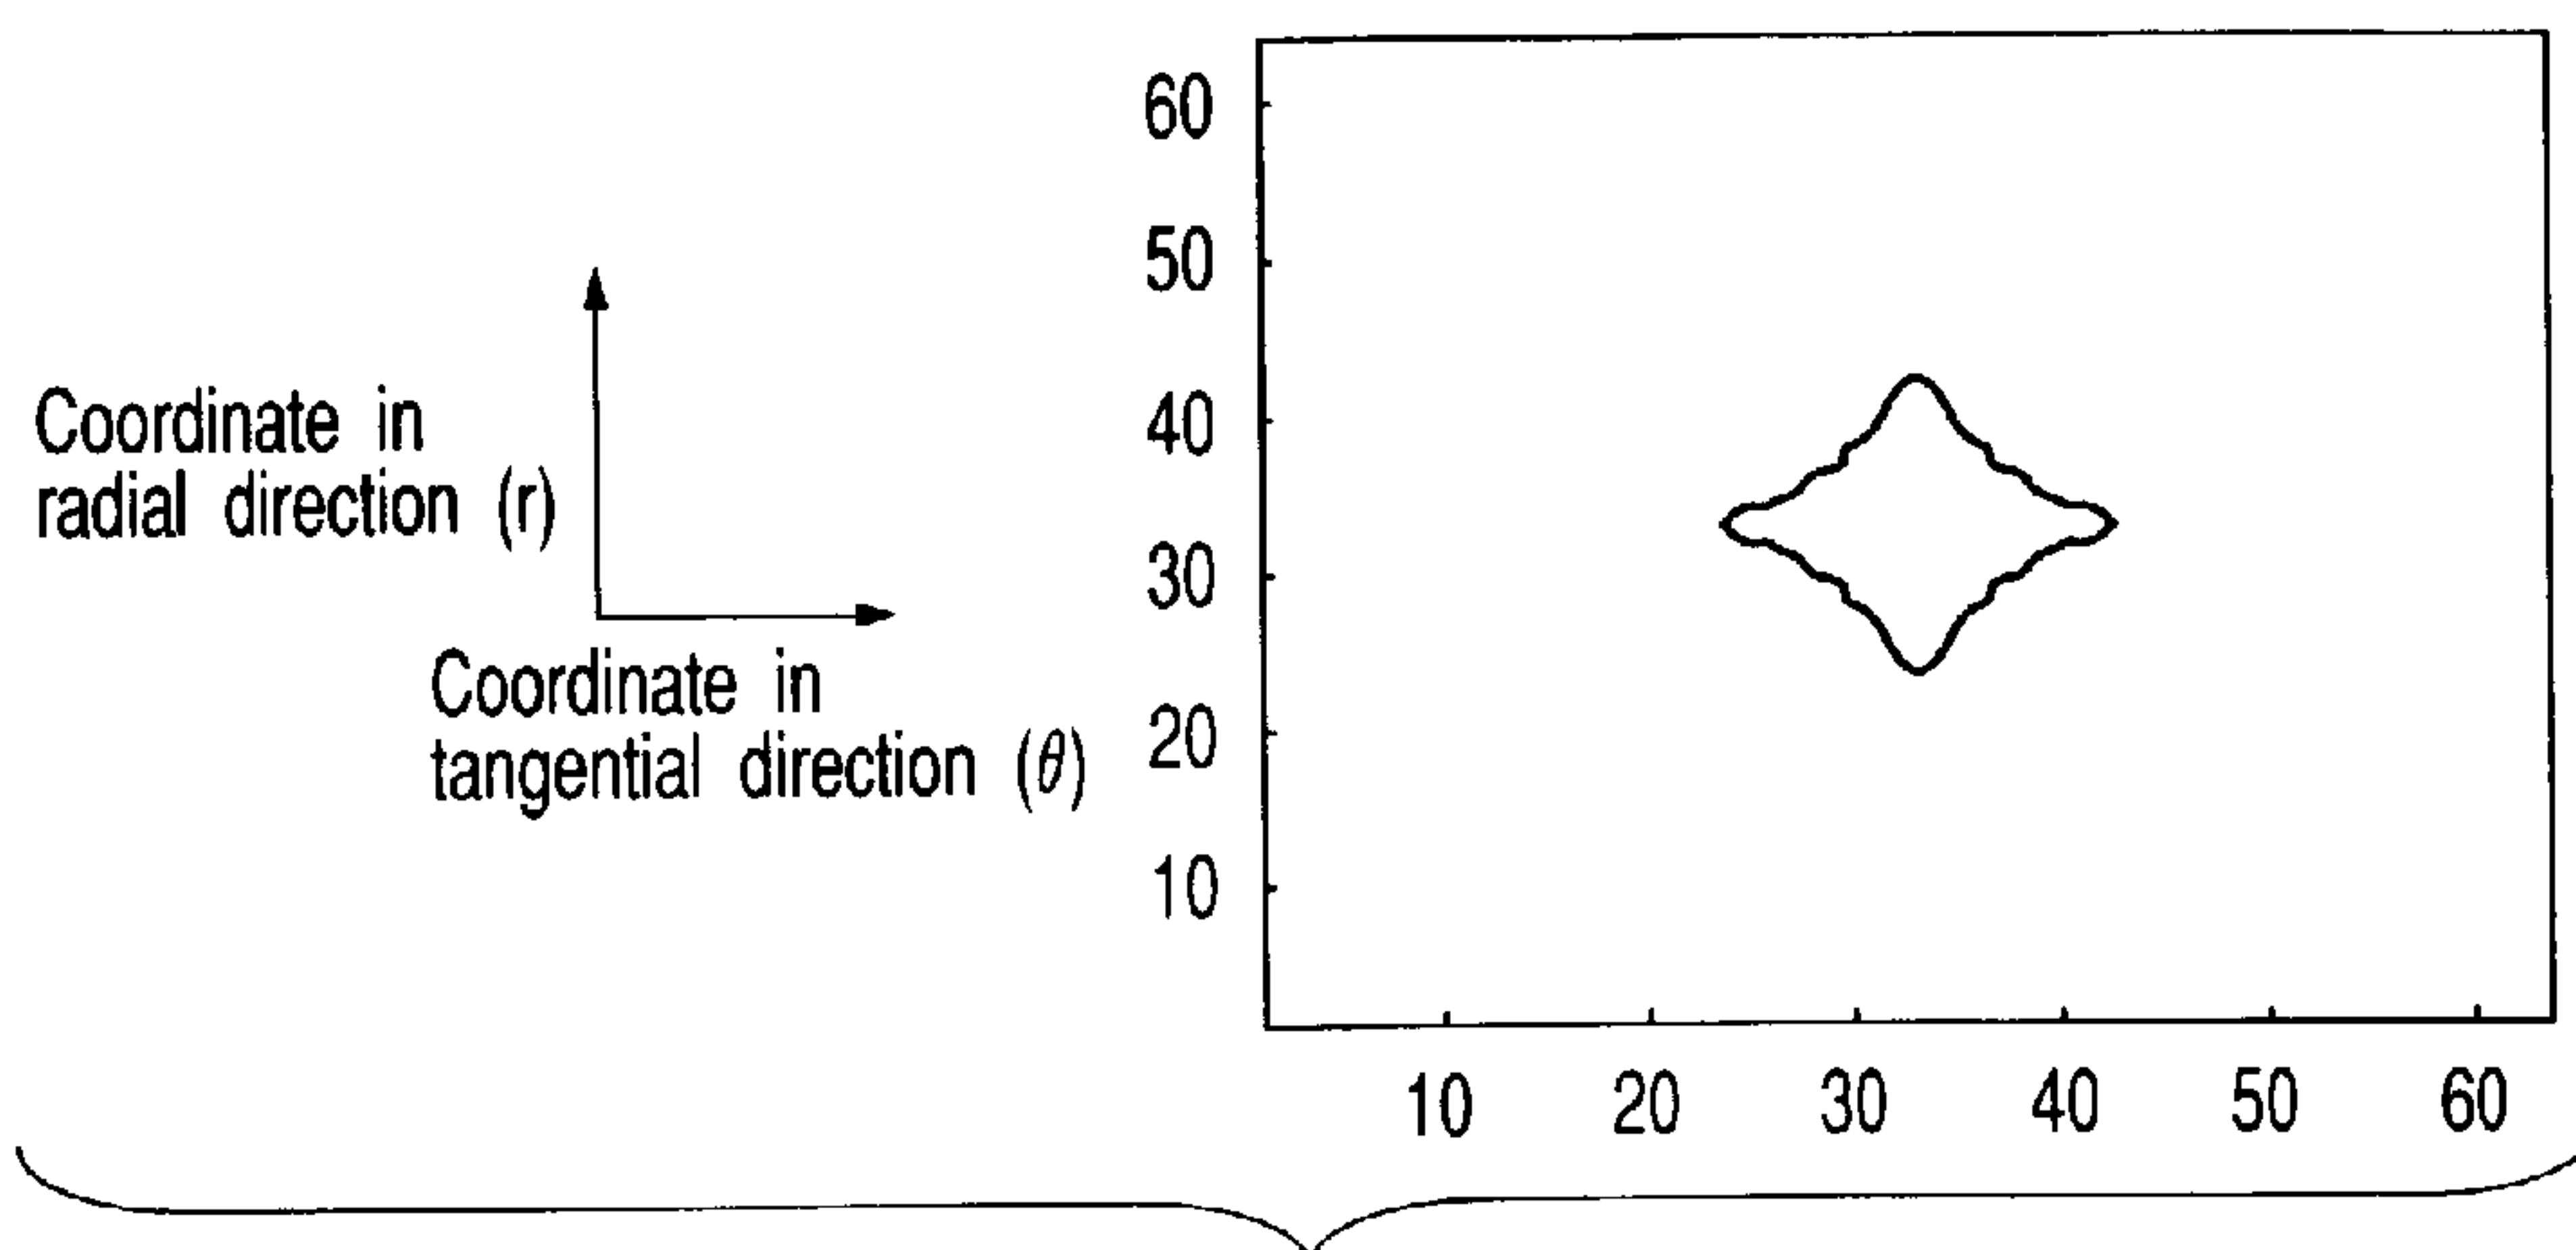 60
50
40
30
20
10
Coordinate in
radial direction (r)
Coordinate in
tangential direction (θ)
10 20 30 40 50 60